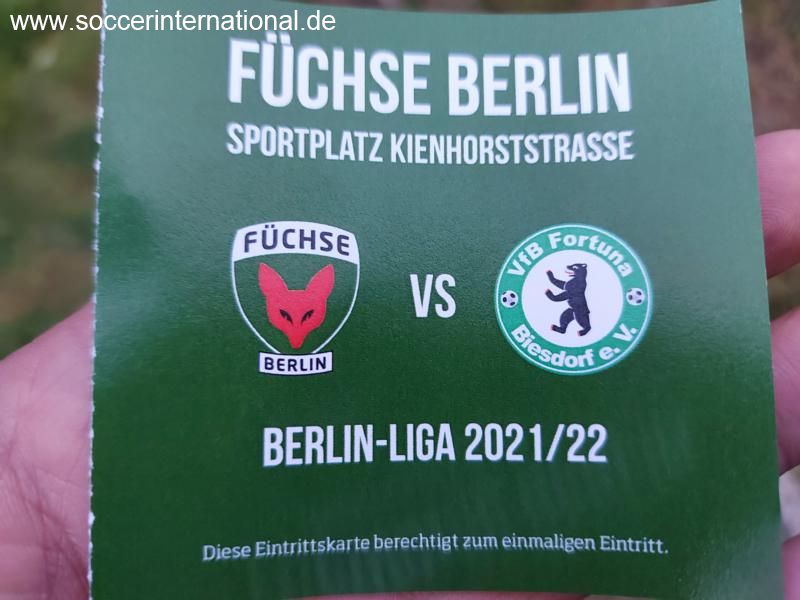 www.soccerinternational.de
FÜCHSE BERLIN
SPORTPLATZ KIENHORSTSTRASSE
FÜCHSE
BERLIN
VS
VfB Fortuna
Biesdorf e. V.
BERLIN-LIGA 2021/22
Diese Eintrittskarte berechtigt zum einmaligen Eintritt.